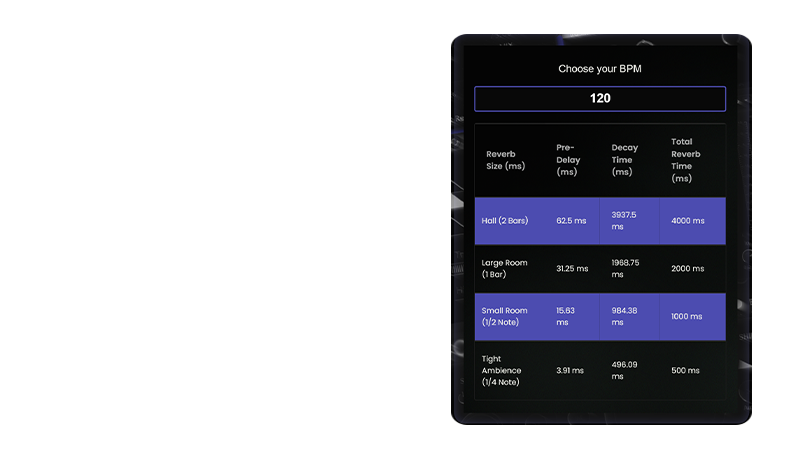 Choose your BPM
120
Reverb Size (ms) Pre-Delay (ms) Decay Time (ms) Total Reverb Time (ms)
Hall (2 Bars) 62.5 ms 3937.5 ms 4000 ms
Large Room (1 Bar) 31.25 ms 1968.75 ms 2000 ms
Small Room (1/2 Note) 15.63 ms 984.38 ms 1000 ms
Tight Ambience (1/4 Note) 3.91 ms 496.09 ms 500 ms